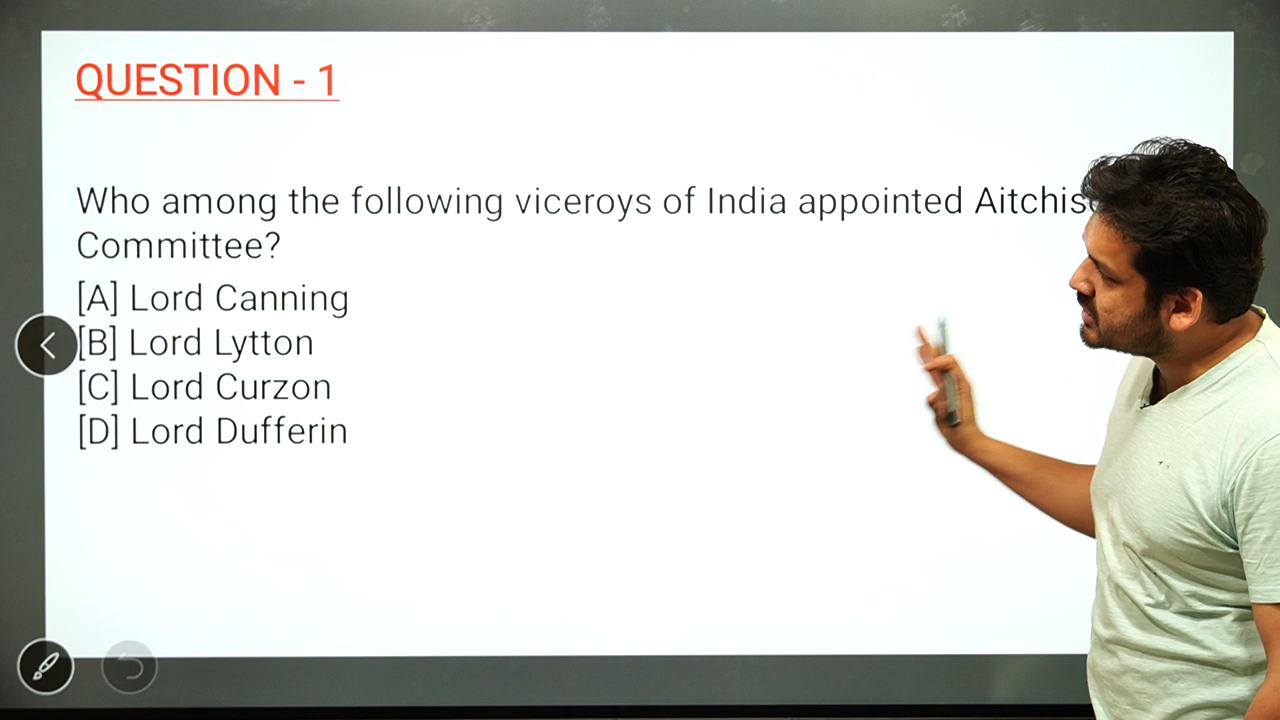 QUESTION - 1
Who among the following viceroys of India appointed
Committee?
[A] Lord Canning
[B] Lord Lytton
[C] Lord Curzon
[D] Lord Dufferin